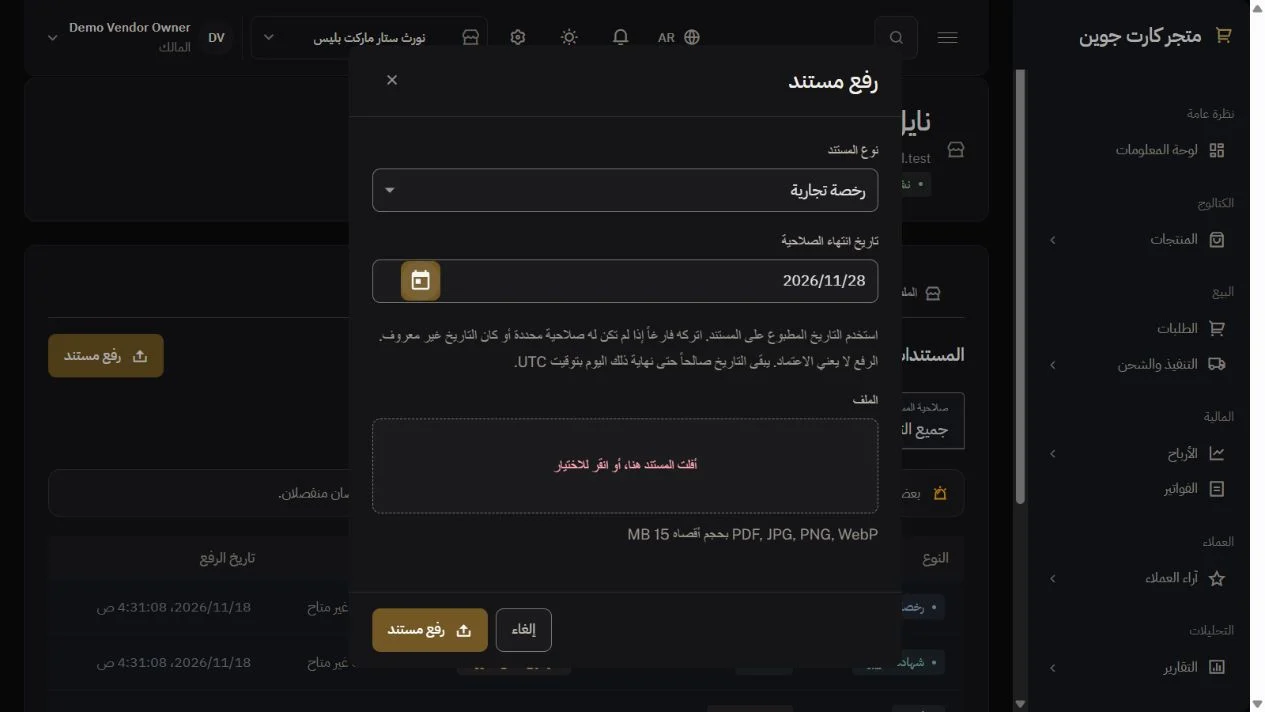 متجر كارت جوين
AR
نورث ستار ماركت بليس
DV
Demo Vendor Owner
المالك
نظرة عامة
لوحة المعلومات
الكتالوج
المنتجات
البيع
الطلبات
التنفيذ والشحن
المالية
الأرباح
الفواتير
العملاء
آراء العملاء
التحليلات
التقارير
رفع مستند
نوع المستند
رخصة تجارية
تاريخ انتهاء الصلاحية
2026/11/28
استخدم التاريخ المطبوع على المستند. اتركه فارغاً إذا لم تكن له صلاحية محددة أو كان التاريخ غير معروف.
الرفع لا يعني الاعتماد. يبقى التاريخ صالحاً حتى نهاية ذلك اليوم بتوقيت UTC.
الملف
أفلت المستند هنا، أو انقر للاختيار
PDF, JPG, PNG, WebP بحجم أقصاه 15 MB
إلغاء
رفع مستند
رفع مستند
منفصلان.
النوع
تاريخ الرفع
غير متاح
2026/11/18، 4:31:08 ص
غير متاح
2026/11/18، 4:31:08 ص